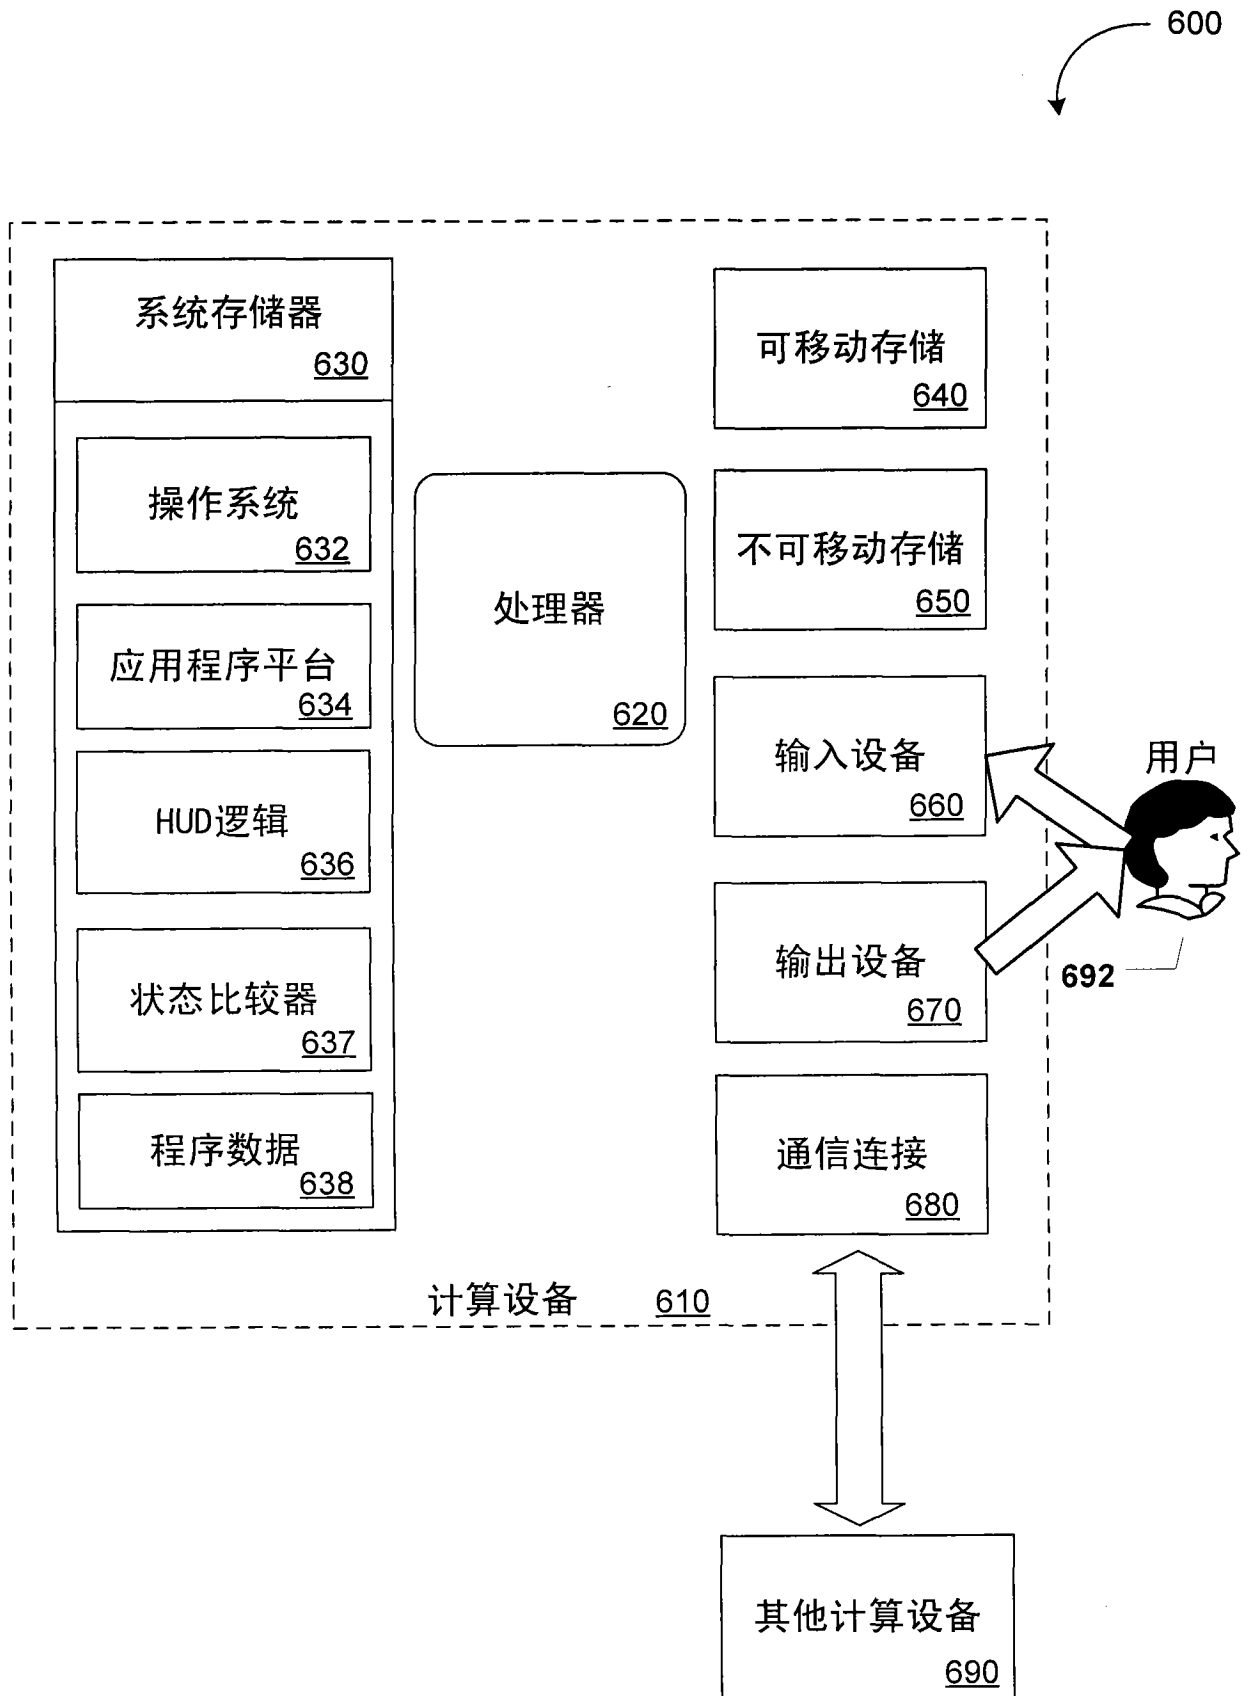 600
系统存储器
630
操作系统
632
应用程序平台
634
HUD逻辑
636
状态比较器
637
程序数据
638
处理器
620
可移动存储
640
不可移动存储
650
输入设备
660
输出设备
670
通信连接
680
用户
692
计算设备 610
其他计算设备
690